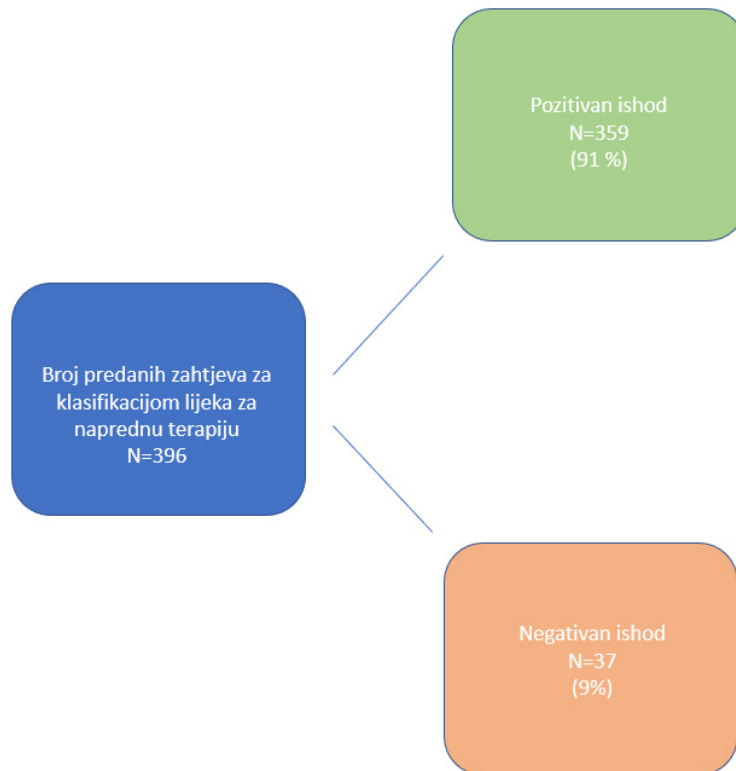 Pozitivan ishod
N=359
(91 %)
Broj predanih zahtjeva za
klasifikacijom lijeka za
naprednu terapiju
N=396
Negativan ishod
N=37
(9%)